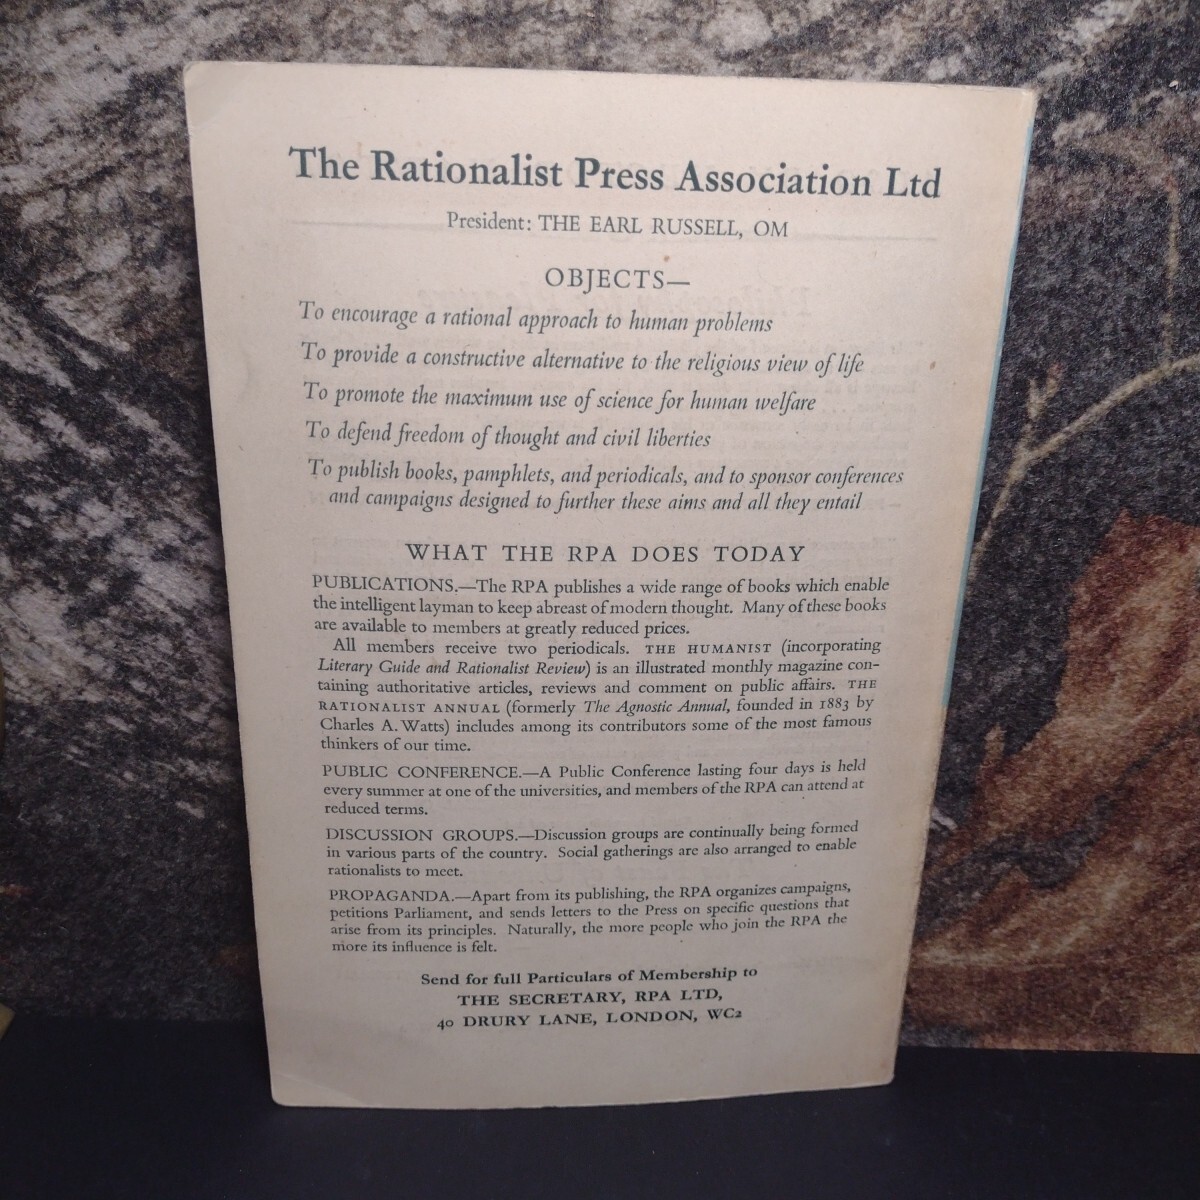 The Rationalist Press Association Ltd
President: THE EARL RUSSELL, OM
OBJECTS—
To encourage a rational approach to human problems
To provide a constructive alternative to the religious view of life
To promote the maximum use of science for human welfare
To defend freedom of thought and civil liberties
To publish books, pamphlets, and periodicals, and to sponsor conferences
and campaigns designed to further these aims and all they entail
WHAT THE RPA DOES TODAY
PUBLICATIONS.—The RPA publishes a wide range of books which enable
the intelligent layman to keep abreast of modern thought. Many of these books
are available to members at greatly reduced prices.
All members receive two periodicals. THE HUMANIST (incorporating
Literary Guide and Rationalist Review) is an illustrated monthly magazine con-
taining authoritative articles, reviews and comment on public affairs. THE
RATIONALIST ANNUAL (formerly The Agnostic Annual, founded in 1883 by
Charles A. Watts) includes among its contributors some of the most famous
thinkers of our time.
PUBLIC CONFERENCE.—A Public Conference lasting four days is held
every summer at one of the universities, and members of the RPA can attend at
reduced terms.
DISCUSSION GROUPS.—Discussion groups are continually being formed
in various parts of the country. Social gatherings are also arranged to enable
rationalists to meet.
PROPAGANDA.—Apart from its publishing, the RPA organizes campaigns,
petitions Parliament, and sends letters to the Press on specific questions that
arise from its principles. Naturally, the more people who join the RPA the
more its influence is felt.
Send for full Particulars of Membership to
THE SECRETARY, RPA LTD,
40 DRURY LANE, LONDON, WC2